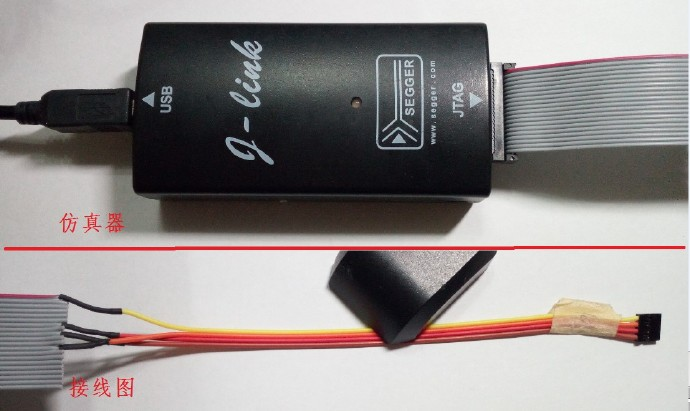 USB
J-link
SEGGER
www.segger.com
JTAG
仿真器
接线图